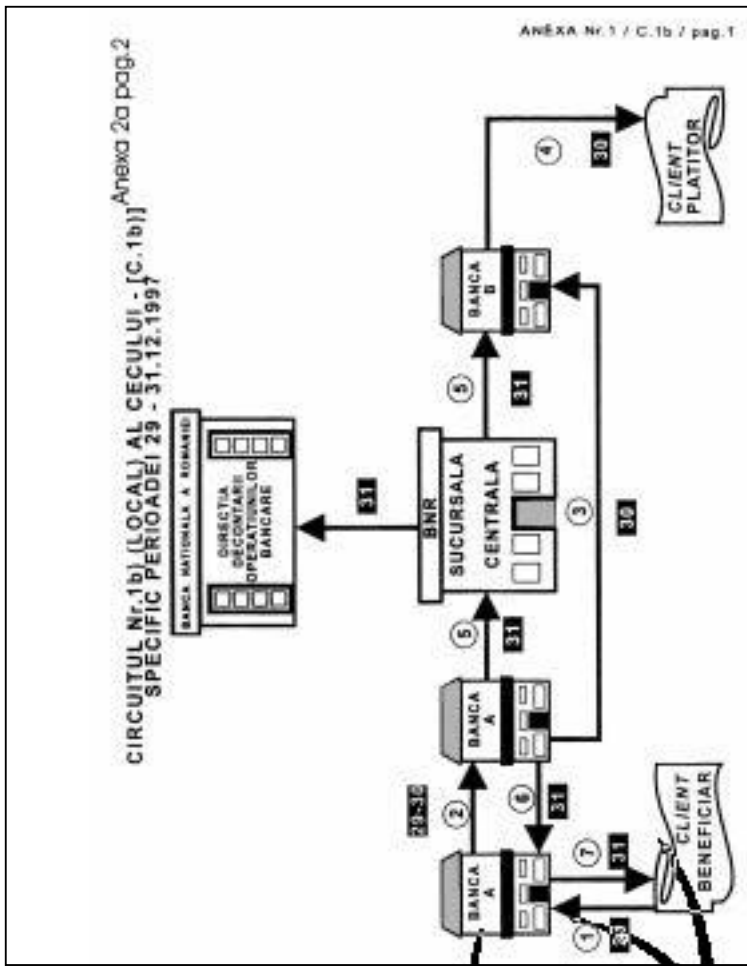 ANEXA Nr.1 / C.1b / pag.1
CIRCUITUL Nr.1b) (LOCAL) AL CECULUI - [C.1b)]
SPECIFIC PERIOADEI 29 - 31.12.1997
Anexa 2a pag.2
BANCA NATIONALA A ROMANIEI
DIRECTIA
DECONTARII
OPERATIUNILOR
BANCARE
31
BNR
SUCURSALA
CENTRALA
BANCA
A
29-30
2
BANCA
A
5
31
5
31
BANCA
B
4
30
CLIENT
PLATITOR
3
30
6
31
7
31
1
CLIENT
BENEFICIAR